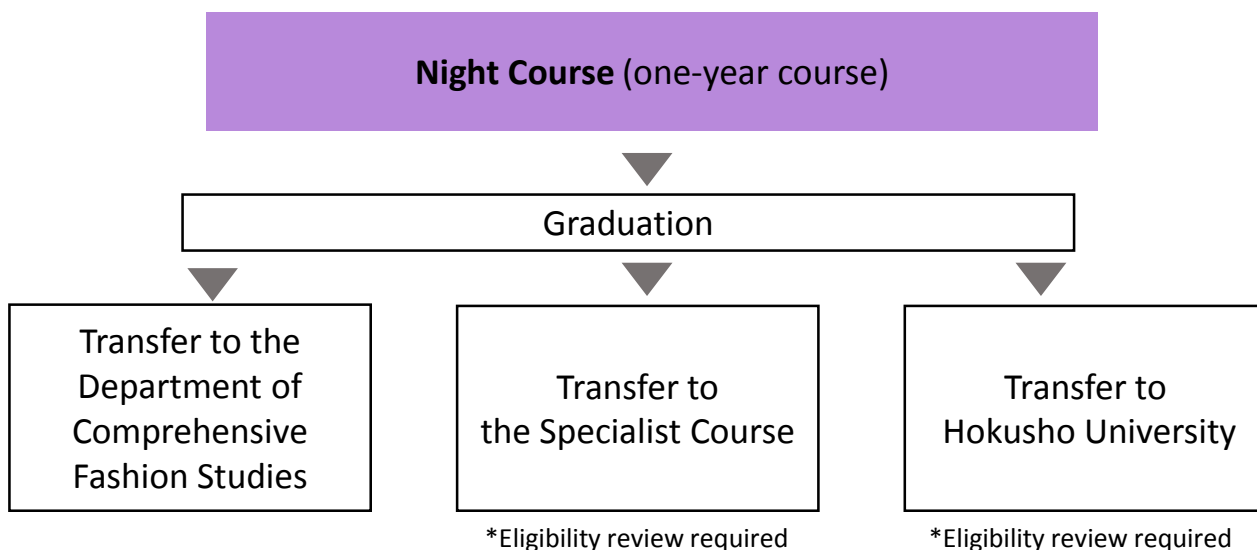 Night Course (one-year course)
Graduation
Transfer to the
Department of
Comprehensive
Fashion Studies
Transfer to
the Specialist Course
*Eligibility review required
Transfer to
Hokusho University
*Eligibility review required